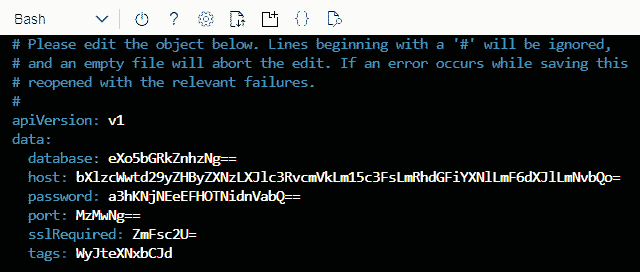 Bash
# Please edit the object below. Lines beginning with a '#' will be ignored,
# and an empty file will abort the edit. If an error occurs while saving this
# reopened with the relevant failures.
#
apiVersion: v1
data:
database: eXo5bGRkZnhzNg==
host: bXlzcWwtd29yZHByZXNzLXJlc3RvcmVkLm15c3FsLmRhdGFiYXNlLmF6dXJlLmNvbQo=
password: a3hKNjNEeEFHOTNidnVabQ==
port: MzMwNg==
sslRequired: ZmFsc2U=
tags: WyJteXNxbCJd